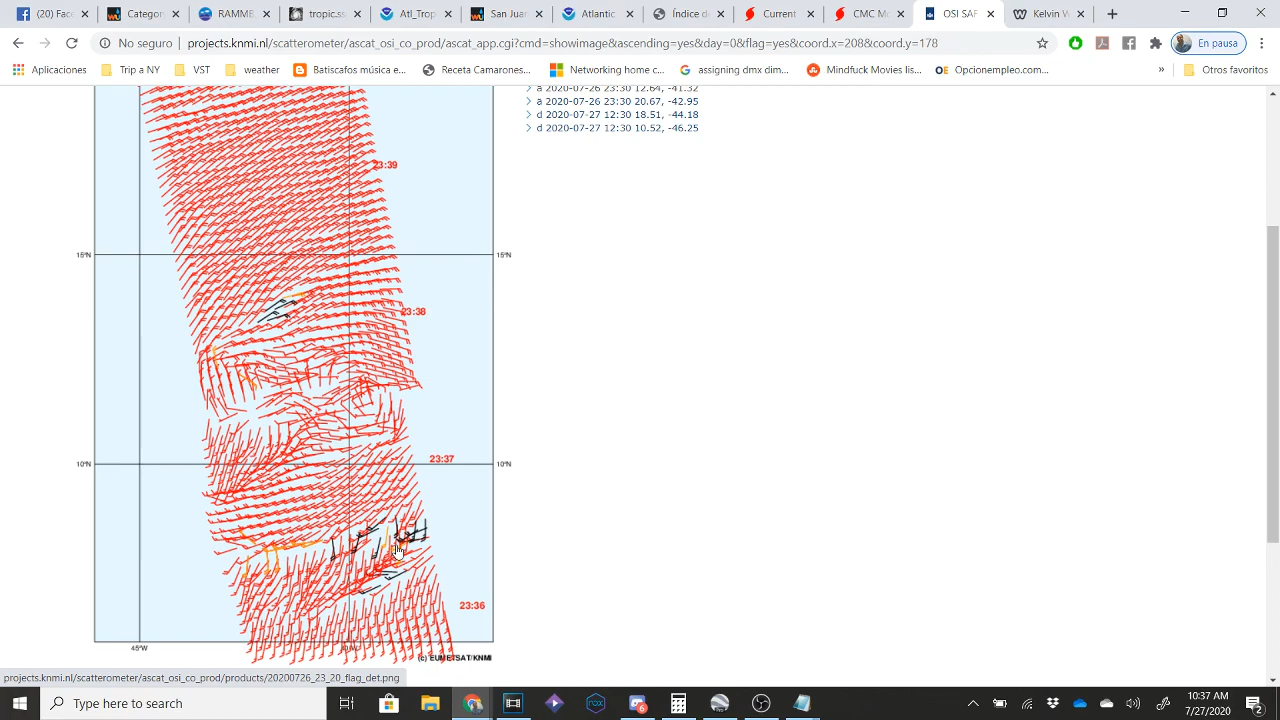 (7) Face
RAMMB
tropic.ss
Atl_Trop
San Juan
Atlantic
Índice d
Current
CMC Mo
OSI SAF
Kelvin W
No seguro
projects.knmi.nl/scatterometer/ascat_osi_co_prod/ascat_app.cgi?cmd=showimage&ascending=yes&day=0&flag=yes&coord.x=208&coord.y=178
En pausa
Aplicaciones
Trip a NY
VST
weather
Batiscafos música e...
Receta Camarones...
Networking home c...
assigning dmx dim...
Mindfuck Movies lis...
Opcionempleo.com...
»
Otros favoritos
> a 2020-07-26 23:30 12.64, -41.32
> a 2020-07-26 23:30 20.67, -42.95
> d 2020-07-27 12:30 18.51, -44.18
> d 2020-07-27 12:30 10.52, -46.25
23:39
15°N
15°N
23:38
23:37
10°N
10°N
23:36
45°W
(c) EUMETSAT/KNMI
projects.knmi.nl/scatterometer/ascat_osi_co_prod/products/20200726_23_20_flag_det.png
Type here to search
6
10:37 AM
7/27/2020
2